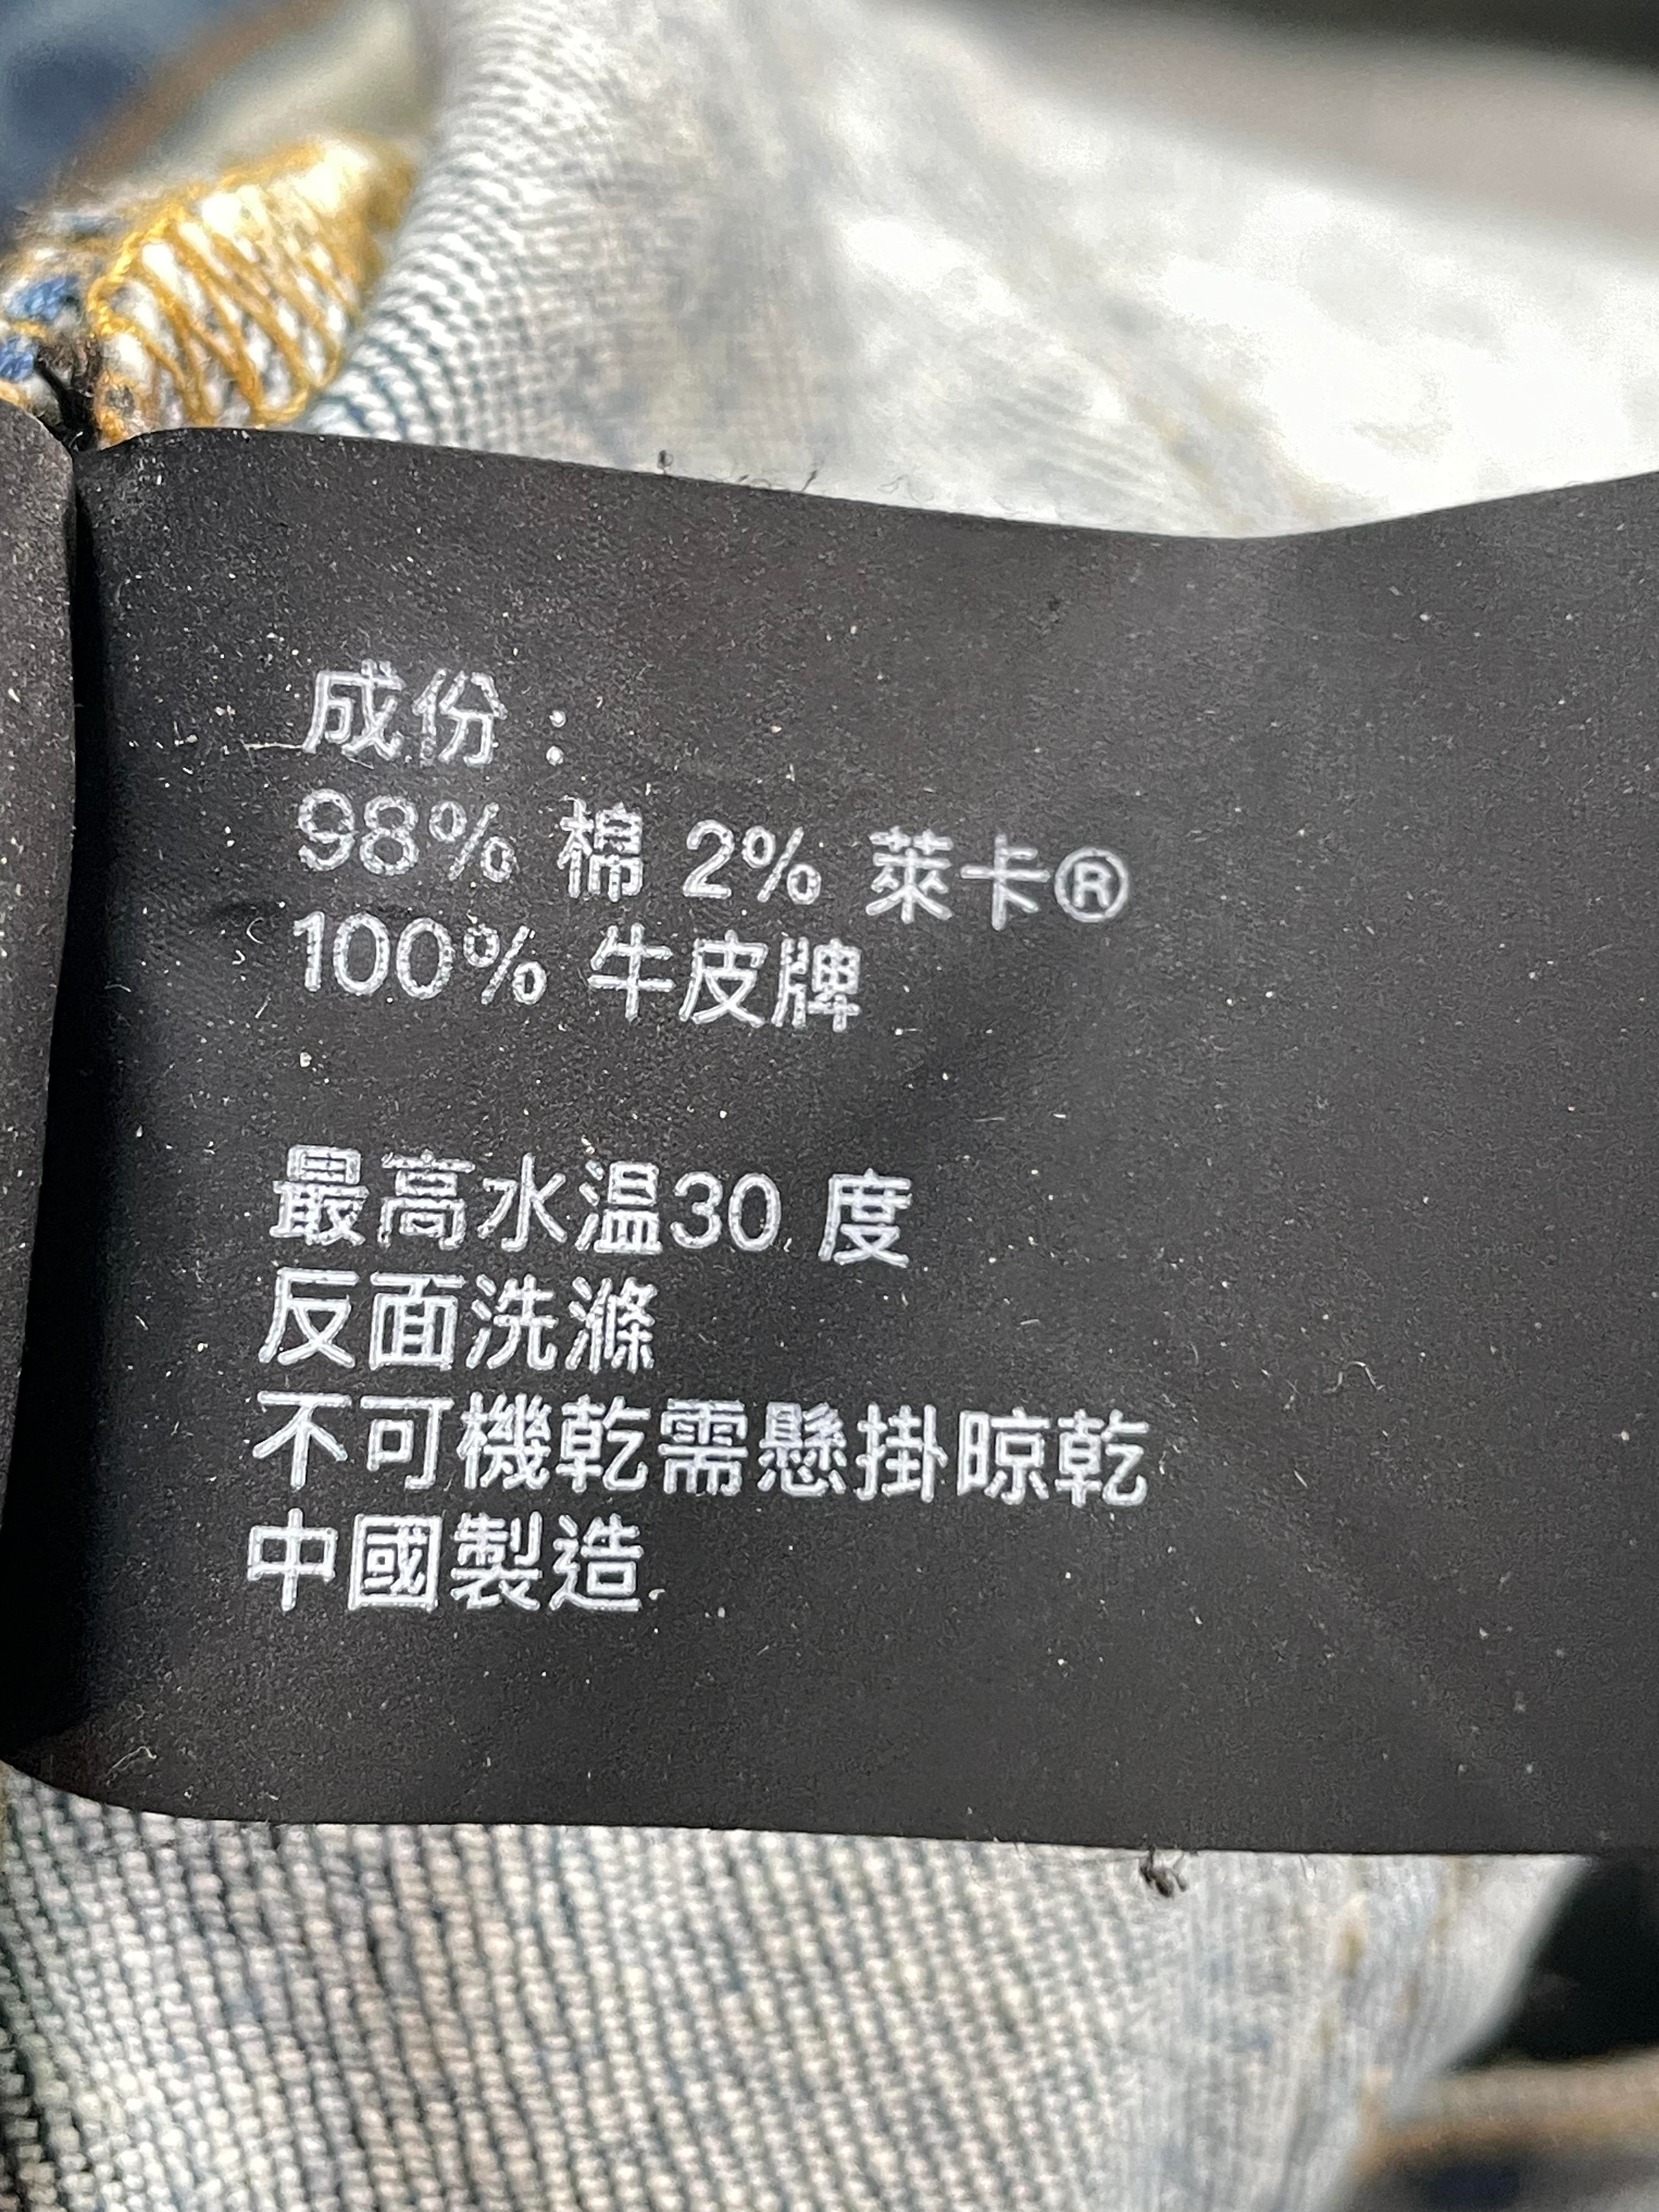 成份：
98% 棉 2% 萊卡®
100% 牛皮牌
最高水温30 度
反面洗滌
不可機乾需懸掛晾乾
中國製造